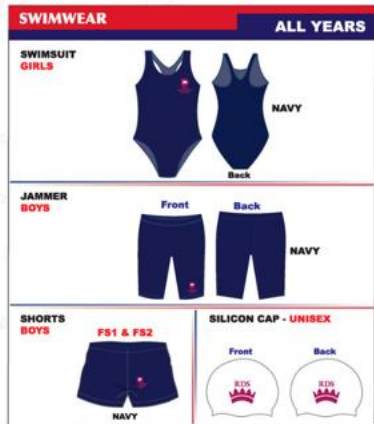 SWIMWEAR
ALL YEARS
SWIMSUIT
GIRLS
NAVY
Back
JAMMER
BOYS
Front
Back
NAVY
SHORTS
BOYS
FS1 & FS2
NAVY
SILICON CAP - UNISEX
Front
Back
RDS
RDS